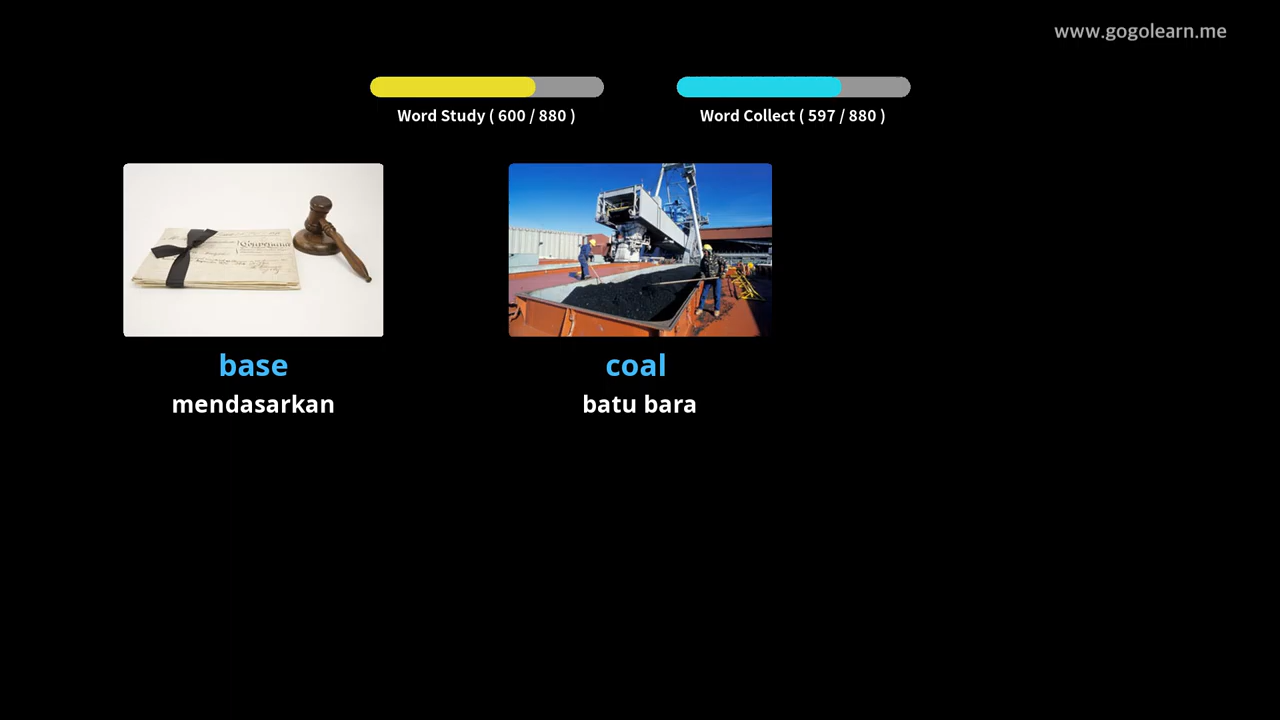 www.gogolearn.me
Word Study ( 600 / 880 )
Word Collect ( 597 / 880 )
base
mendasarkan
coal
batu bara